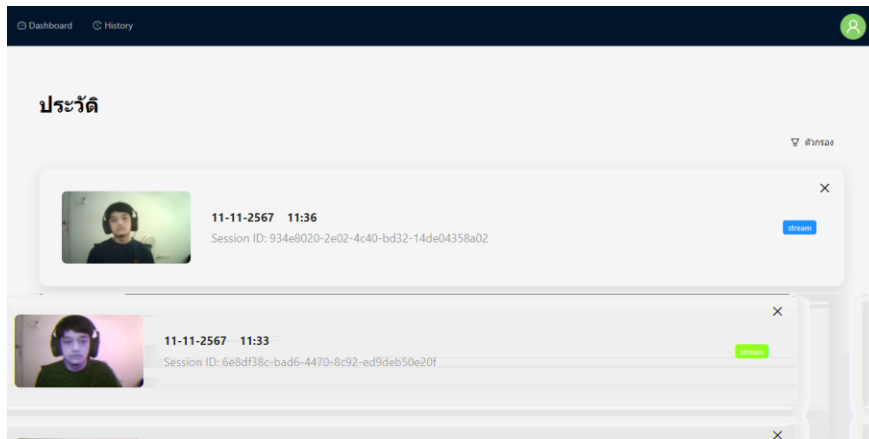 Dashboard History
ประวัติ
ตัวกรอง
11-11-2567 11:36
Session ID: 934e8020-2e02-4c40-bd32-14de04358a02
stream
11-11-2567 11:33
Session ID: 6e8df38c-bad6-4470-8c92-ed9deb50e20f
stream